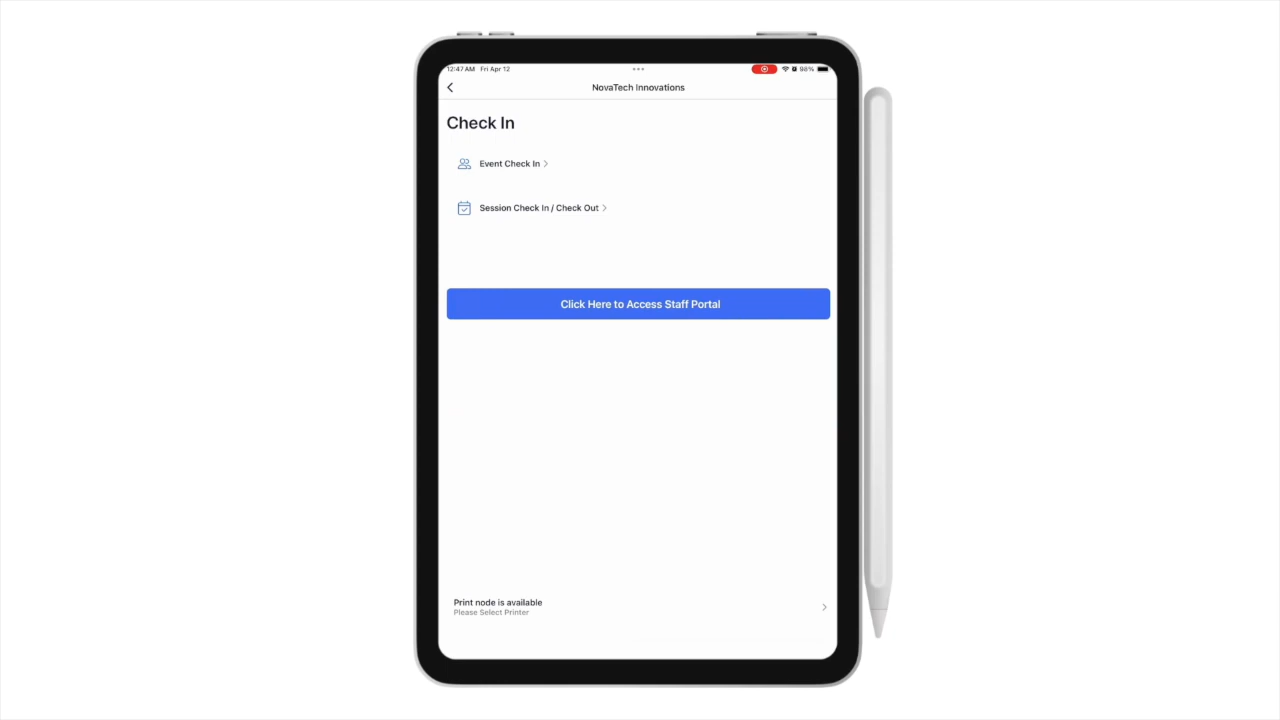 12:47 AM Fri Apr 12
98%
NovaTech Innovations
Check In
Event Check In
Session Check In / Check Out
Click Here to Access Staff Portal
Print node is available
Please Select Printer